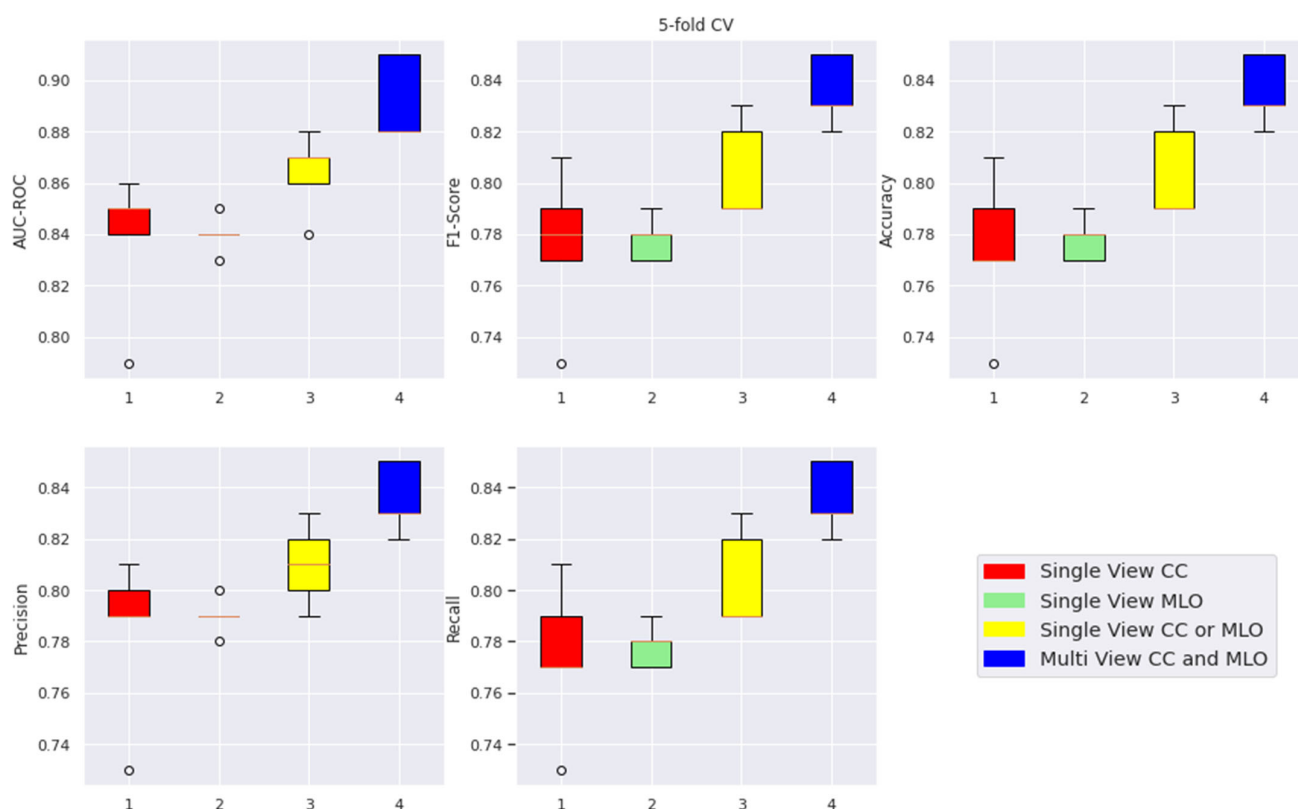 5-fold CV
AUC-ROC
0.90
0.88
0.86
0.84
0.82
0.80
1 2 3 4
F1-Score
0.84
0.82
0.80
0.78
0.76
0.74
1 2 3 4
Accuracy
0.84
0.82
0.80
0.78
0.76
0.74
1 2 3 4
Precision
0.84
0.82
0.80
0.78
0.76
0.74
1 2 3 4
Recall
0.84
0.82
0.80
0.78
0.76
0.74
1 2 3 4
Single View CC
Single View MLO
Single View CC or MLO
Multi View CC and MLO